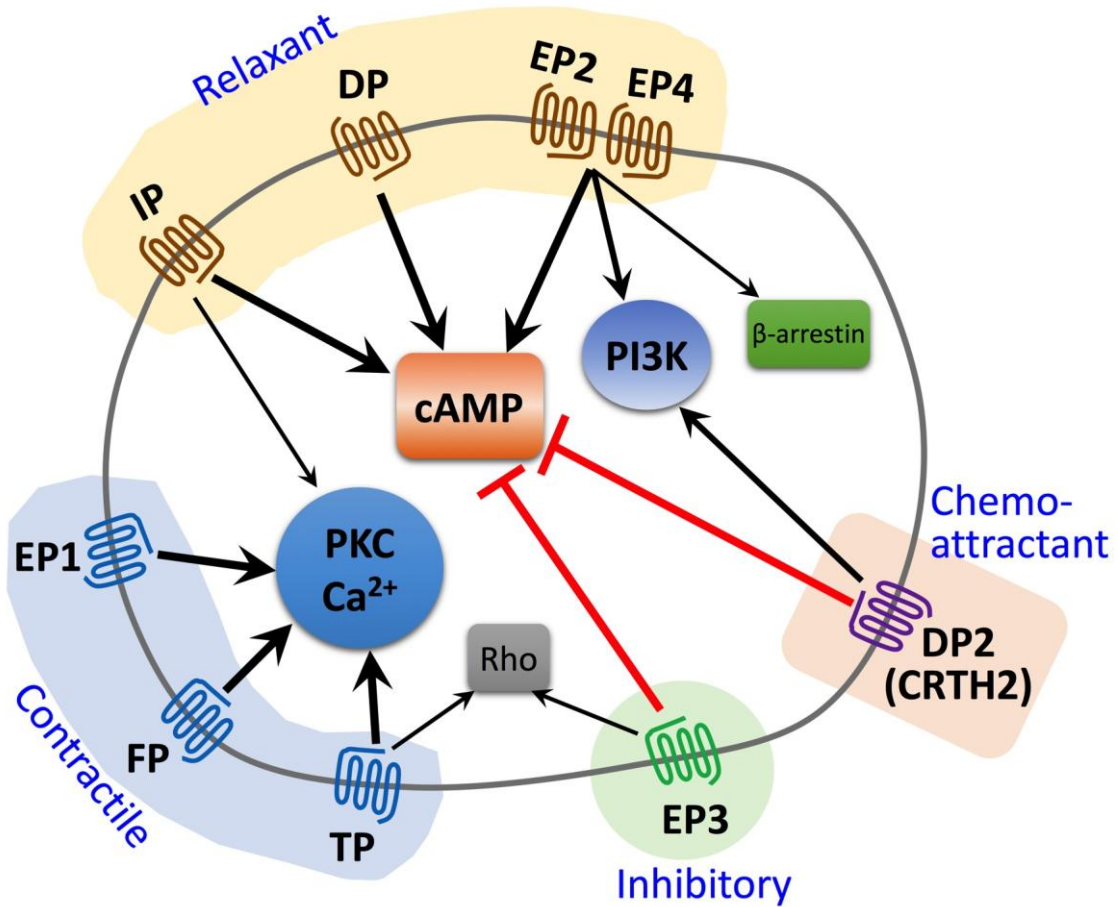 Relaxant
IP
DP
EP2
EP4
cAMP
PI3K
β-arrestin
EP1
PKC
Ca²⁺
Chemo-
attractant
DP2
(CRTH2)
Rho
Contractile
FP
TP
EP3
Inhibitory